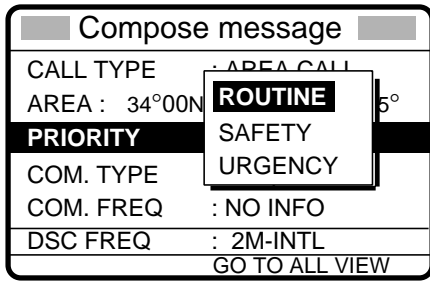 Compose message
CALL TYPE : AREA CALL
AREA : 34°00N 5°
ROUTINE
PRIORITY
SAFETY
COM. TYPE
URGENCY
COM. FREQ : NO INFO
DSC FREQ : 2M-INTL
GO TO ALL VIEW